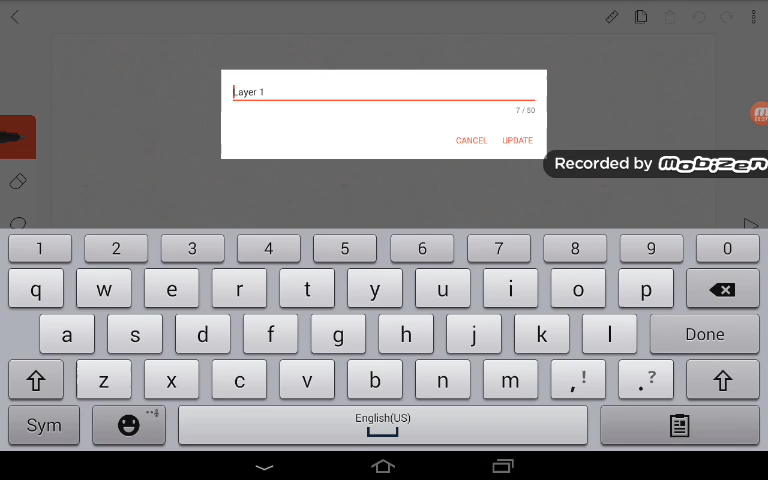 Layer 1
7 / 50
CANCEL UPDATE
Recorded by Mobizen
1 2 3 4 5 6 7 8 9 0
q w e r t y u i o p
a s d f g h j k l Done
z x c v b n m ,! .?
Sym English(US)